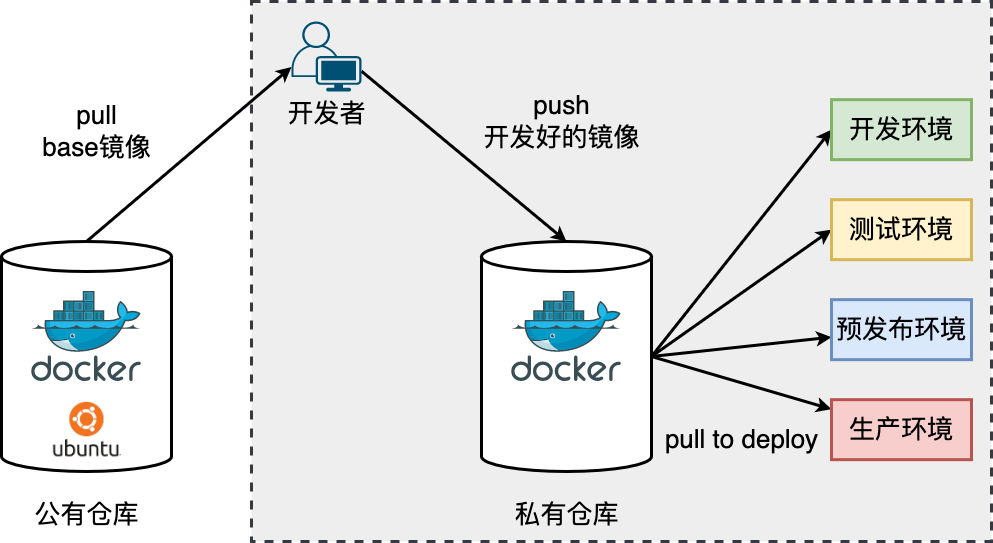 pull
base镜像
开发者
push
开发好的镜像
开发环境
测试环境
预发布环境
生产环境
docker
ubuntu
docker
pull to deploy
公有仓库
私有仓库